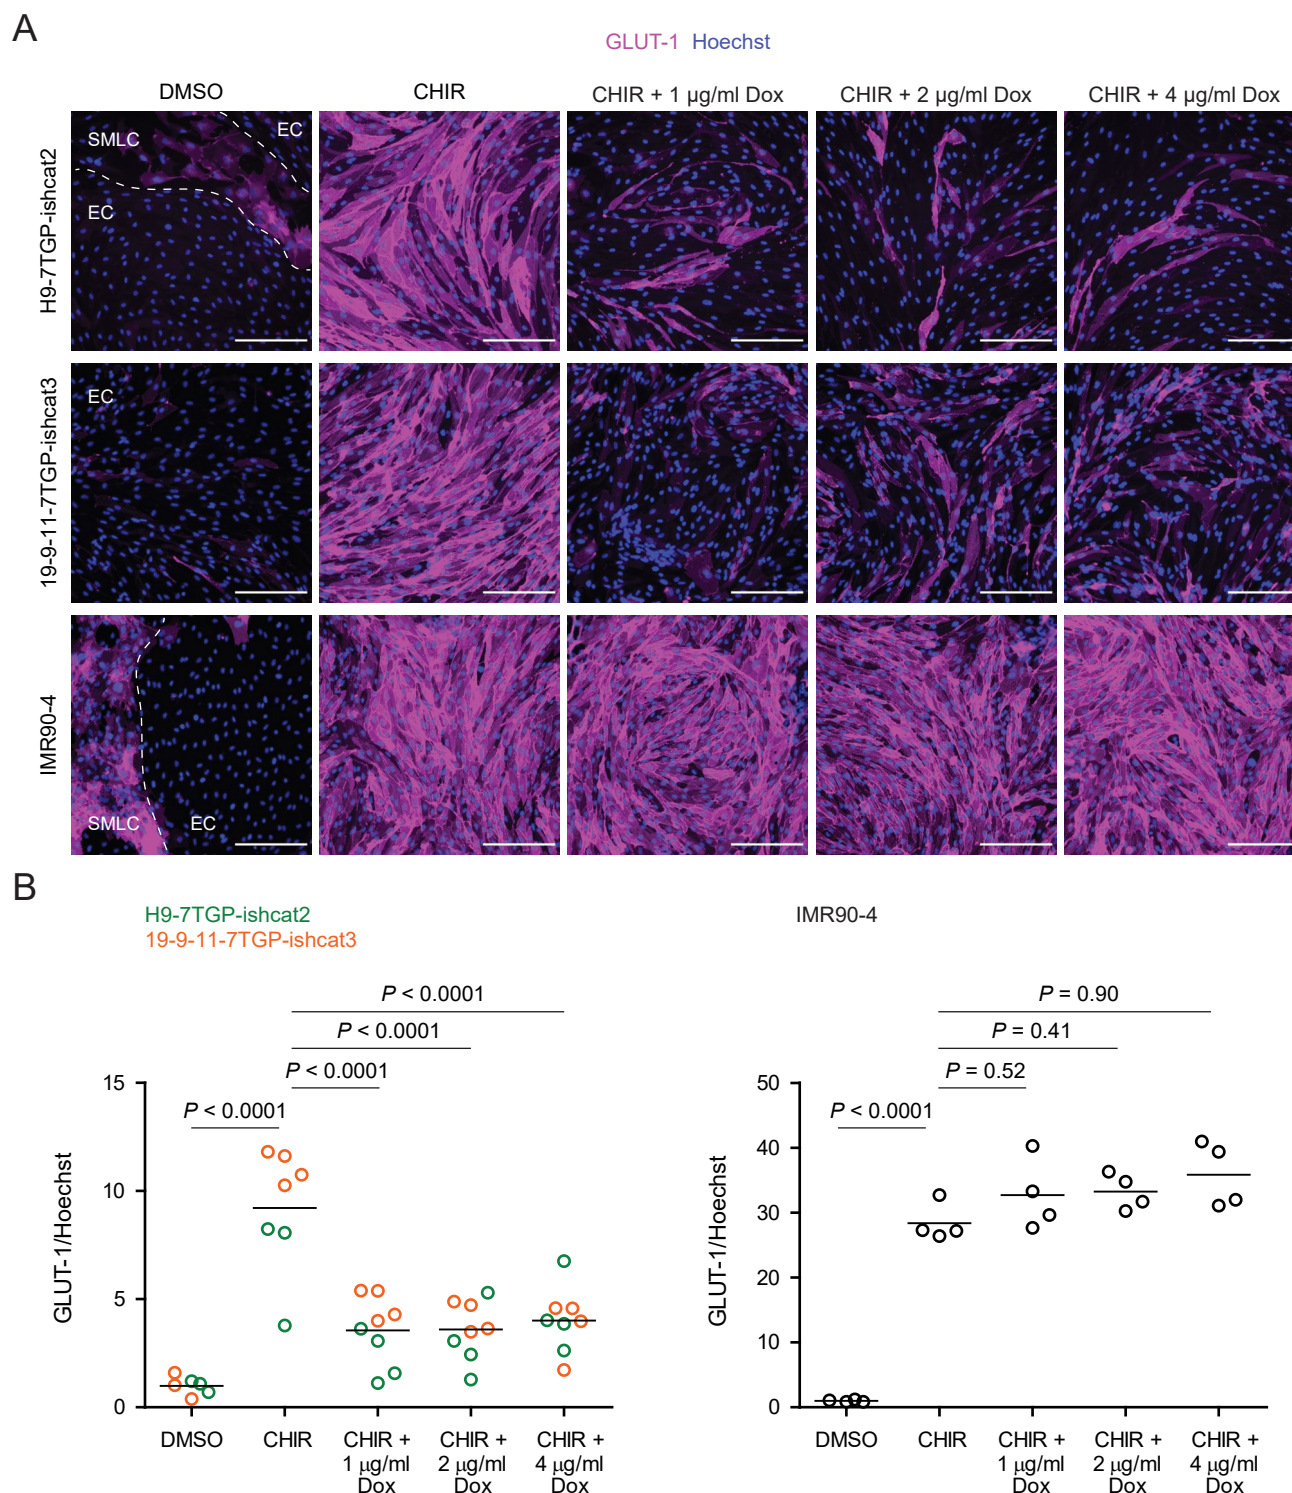 A
GLUT-1 Hoechst
DMSO
CHIR
CHIR + 1 µg/ml Dox
CHIR + 2 µg/ml Dox
CHIR + 4 µg/ml Dox
H9-7TGP-ishcat2
SMLC
EC
EC
19-9-11-7TGP-ishcat3
EC
IMR90-4
SMLC
EC
B
H9-7TGP-ishcat2
19-9-11-7TGP-ishcat3
P < 0.0001
P < 0.0001
P < 0.0001
P < 0.0001
GLUT-1/Hoechst
15
10
5
0
DMSO
CHIR
CHIR +
1 µg/ml
Dox
CHIR +
2 µg/ml
Dox
CHIR +
4 µg/ml
Dox
IMR90-4
P = 0.90
P = 0.41
P = 0.52
P < 0.0001
GLUT-1/Hoechst
50
40
30
20
10
0
DMSO
CHIR
CHIR +
1 µg/ml
Dox
CHIR +
2 µg/ml
Dox
CHIR +
4 µg/ml
Dox